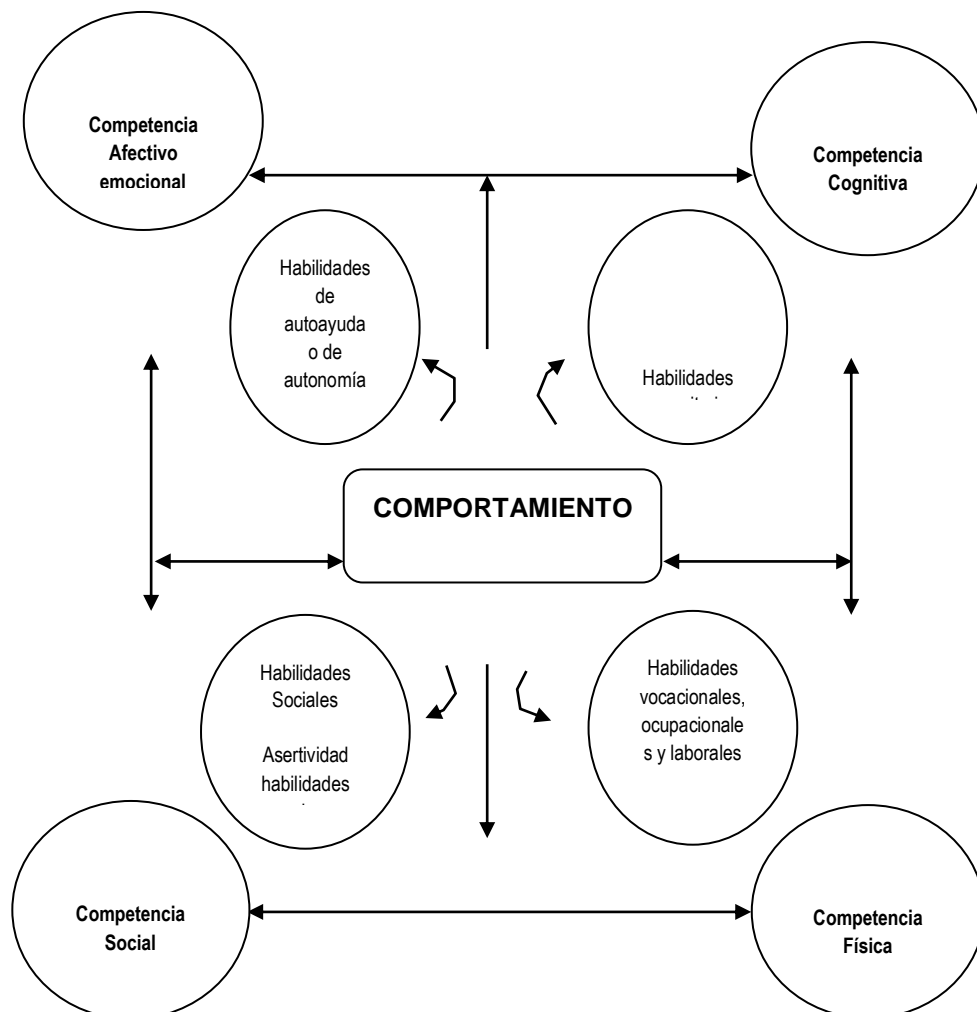 Competencia
Afectivo
emocional
Competencia
Cognitiva
Habilidades
de
autoayuda
o de
autonomía
Habilidades
COMPORTAMIENTO
Habilidades
Sociales
Asertividad
habilidades
Habilidades
vocacionales,
ocupacionale
s y laborales
Competencia
Social
Competencia
Física